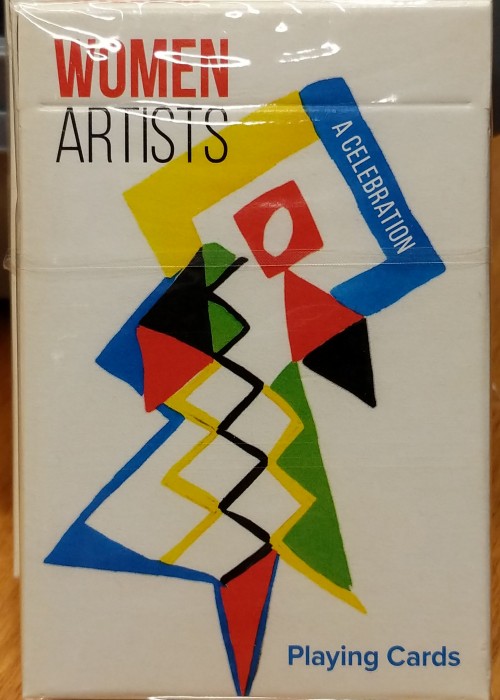 WOMEN
ARTISTS
A CELEBRATION
Playing Cards